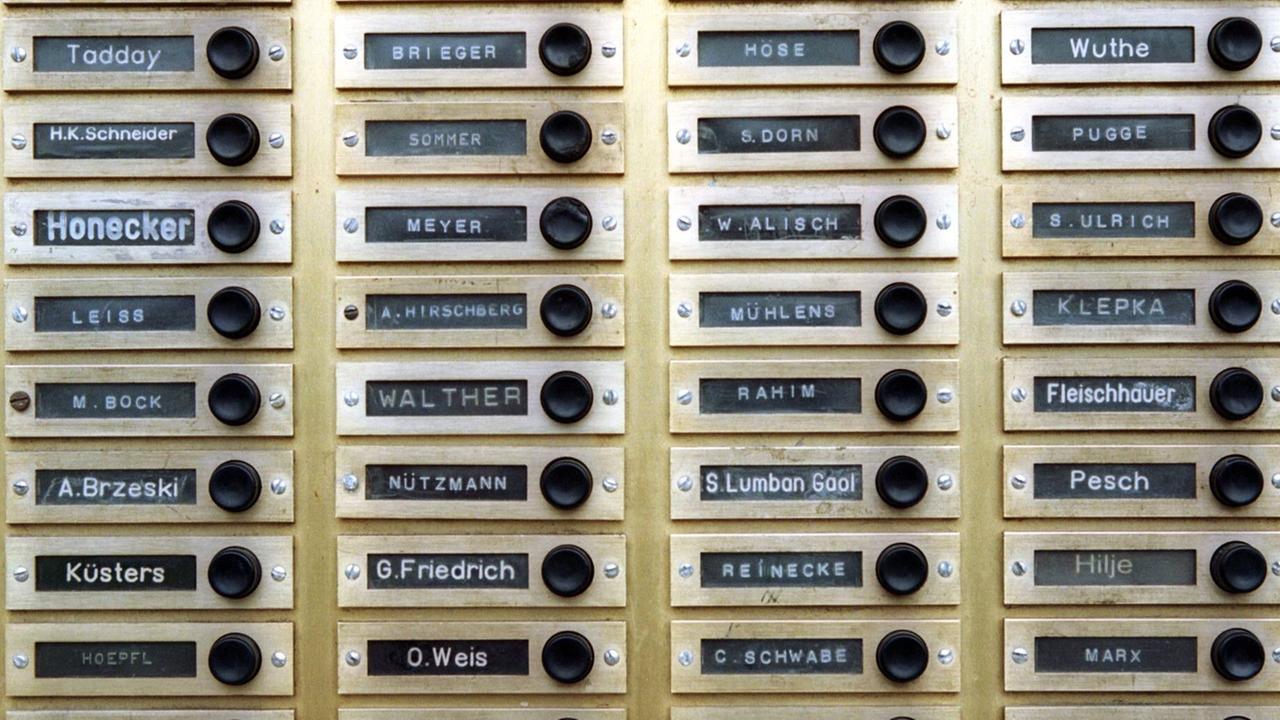 Tadday
BRIEGER
HÖSE
Wuthe
H.K.Schneider
SOMMER
S.DORN
PUGGE
Honecker
MEYER
W.ALISCH
S.ULRICH
LEISS
A.HIRSCHBERG
MÜHLENS
KLEPKA
M.BOCK
WALTHER
RAHIM
Fleischhauer
A.Brzeski
NÜTZMANN
S.Lumban Gaol
Pesch
Küsters
G.Friedrich
REINECKE
Hilje
HOEPFL
O.Weis
C. SCHWABE
MARX